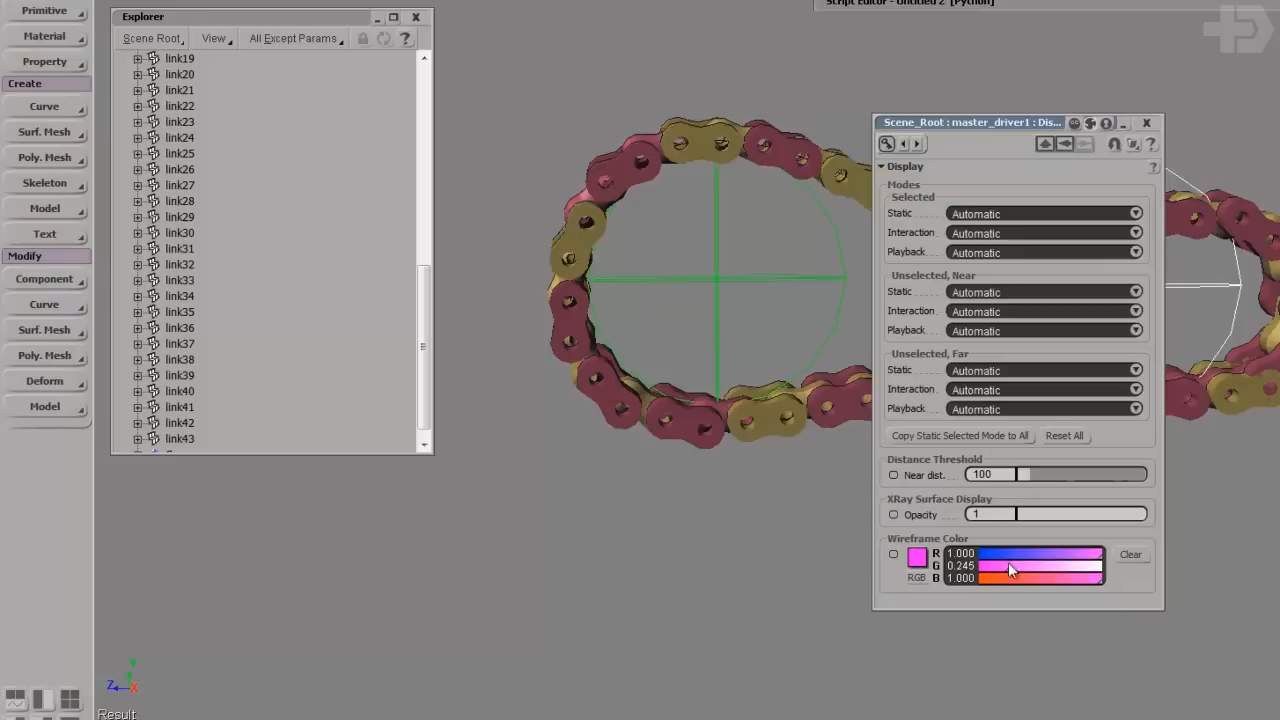 Script Editor - Untitled 2 [Python]
Primitive
Material
Property
Create
Curve
Surf. Mesh
Poly. Mesh
Skeleton
Model
Text
Modify
Component
Curve
Surf. Mesh
Poly. Mesh
Deform
Model
Explorer
Scene Root
View
All Except Params
?
link19
link20
link21
link22
link23
link24
link25
link26
link27
link28
link29
link30
link31
link32
link33
link34
link35
link36
link37
link38
link39
link40
link41
link42
link43
Scene_Root : master_driver1 : Dis...
?
Display
?
Modes
Selected
Static
Automatic
Interaction
Automatic
Playback
Automatic
Unselected, Near
Static
Automatic
Interaction
Automatic
Playback
Automatic
Unselected, Far
Static
Automatic
Interaction
Automatic
Playback
Automatic
Copy Static Selected Mode to All
Reset All
Distance Threshold
Near dist.
100
XRay Surface Display
Opacity
1
Wireframe Color
R 1.000
G 0.245
B 1.000
RGB
Clear
Y
Z
X
Result